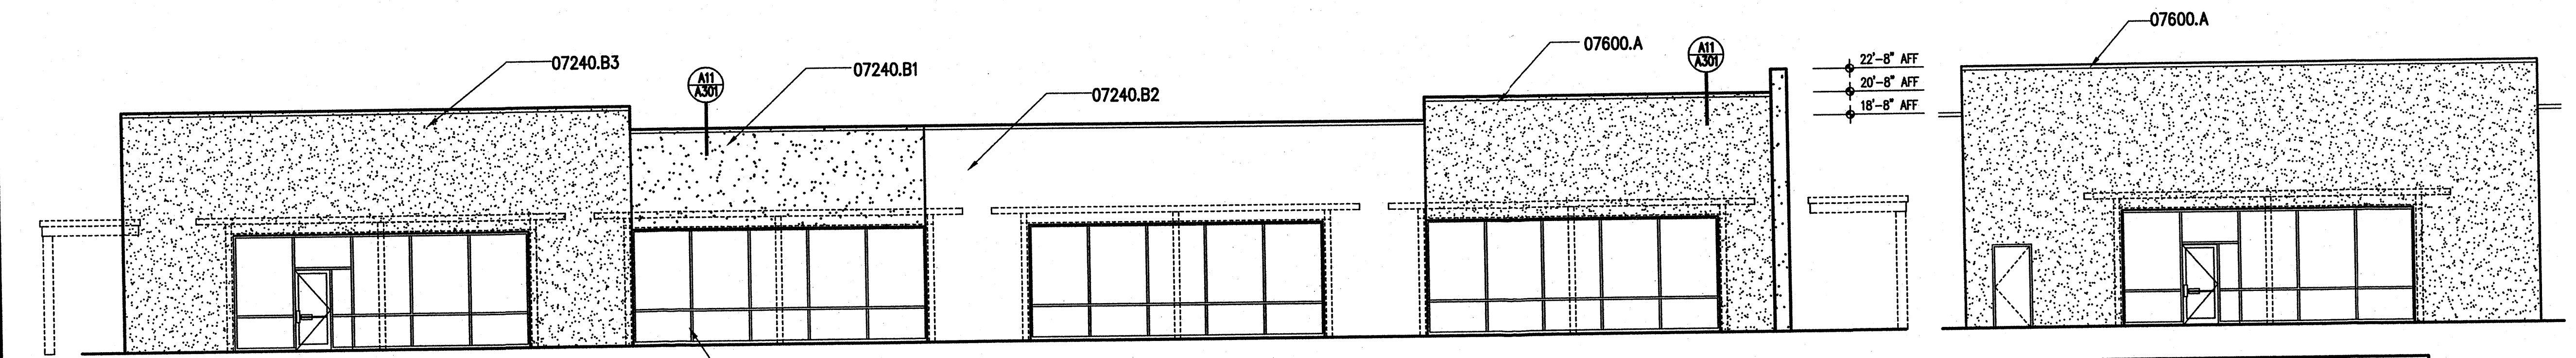 07240.B3
A11
A301
07240.B1
07240.B2
07600.A
A11
A301
22'-8" AFF
20'-8" AFF
18'-8" AFF
07600.A